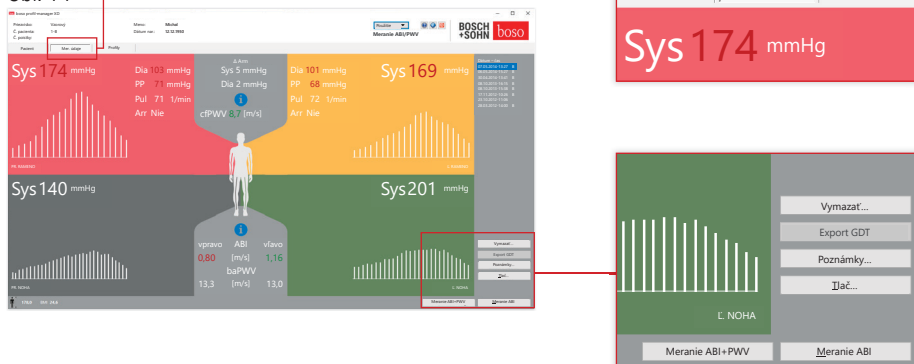 boso profil-manager XD
Priezvisko:
Vzorový
Č. pacienta
1-8
Č. poistky:
Meno:
Michal
Dátum nar.
12.12.1950
Použite
Meranie ABI/PWV
BOSCH
+SOHN
boso
Pacient
Mer. údaje
Profily
Sys 174 mmHg
Dia 103 mmHg
PP 71 mmHg
Pul 71 1/min
Arr Nie
PR. RAMENO
Sys 5 mmHg
Dia 2 mmHg
cfPWV 8,7 [m/s]
Dia 101 mmHg
PP 68 mmHg
Pul 72 1/min
Arr Nie
Sys 169 mmHg
Sys 140 mmHg
PR. NOHA
vpravo ABI vľavo
0,80 [m/s] 1,16
baPWV
13,3 [m/s] 13,0
Sys 201 mmHg
Ľ. NOHA
Vymazať...
Export GDT
Poznámky...
Tlač...
Meranie ABI+PWV
Meranie ABI
Sys 174 mmHg
Vymazať...
Export GDT
Poznámky...
Tlač...
Ľ. NOHA
Meranie ABI+PWV
Meranie ABI